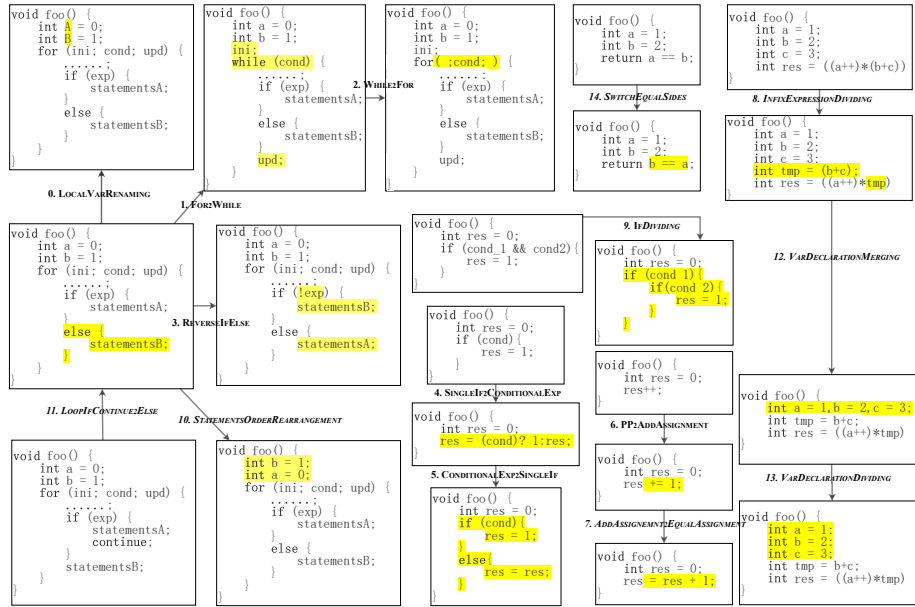 void foo() {
int A = 0;
int B = 1;
for (ini; cond; upd) {
......;
if (exp) {
statementsA;
}
else {
statementsB;
}
}
}
void foo() {
int a = 0;
int b = 1;
ini;
while (cond) {
......;
if (exp) {
statementsA;
}
else {
statementsB;
}
upd;
}
2. WHILE2FOR
void foo() {
int a = 0;
int b = 1;
ini;
for( ;cond; ) {
......;
if (exp) {
statementsA;
}
else {
statementsB;
}
upd;
}
void foo() {
int a = 1;
int b = 2;
return a == b;
}
14. SWITCHEQUALSIDES
void foo() {
int a = 1;
int b = 2:
return b == a;
}
void foo() {
int a = 1;
int b = 2;
int c = 3;
int res = ((a++)*(b+c))
}
8. INFIXEXPRESSIONDIVIDING
void foo() {
int a = 1;
int b = 2;
int c = 3:
int tmp = (b+c);
int res = ((a++)*tmp)
}
0. LOCALVARRENAMING
1. FOR2WHILE
void foo() {
int a = 0;
int b = 1;
for (ini; cond; upd) {
......;
if (exp) {
statementsA;
}
else {
statementsB;
}
}
}
3. REVERSEIFELSE
void foo() {
int a = 0;
int b = 1;
for (ini; cond; upd) {
......;
if (!exp) {
statementsB;
}
else {
statementsA;
}
}
}
void foo() {
int res = 0;
if (cond_1 && cond2){
res = 1;
}
}
9. IFDIVIDING
void foo() {
int res = 0;
if (cond 1){
if(cond 2){
res = 1;
}
}
}
12. VARDECLARATIONMERGING
void foo() {
int res = 0;
if (cond){
res = 1;
}
}
4. SINGLEIF2CONDITIONALEXP
void foo() {
int res = 0;
res = (cond)? 1:res;
}
5. CONDITIONALEXP2SINGLEIF
void foo() {
int res = 0;
if (cond){
res = 1;
}
else{
res = res;
}
}
void foo() {
int res = 0;
res++;
}
6. PP2ADDASSIGNMENT
void foo() {
int res = 0;
res += 1;
}
7. ADDASSIGNEMNT2EQUALASSIGNMENT
void foo() {
int res = 0;
res = res + 1;
}
void foo() {
int a = 1,b = 2,c = 3;
int tmp = b+c;
int res = ((a++)*tmp)
}
13. VARDECLARATIONDIVIDING
void foo() {
int a = 1:
int b = 2:
int c = 3;
int tmp = b+c;
int res = ((a++)*tmp)
}
11. LOOPIFCONTINUE2ELSE
10. STATEMENTSORDERREARRANGEMENT
void foo() {
int a = 0;
int b = 1;
for (ini; cond; upd) {
......;
if (exp) {
statementsA;
continue;
}
statementsB;
}
}
void foo() {
int b = 1;
int a = 0;
for (ini; cond; upd) {
......;
if (exp) {
statementsA;
}
else {
statementsB;
}
}
}